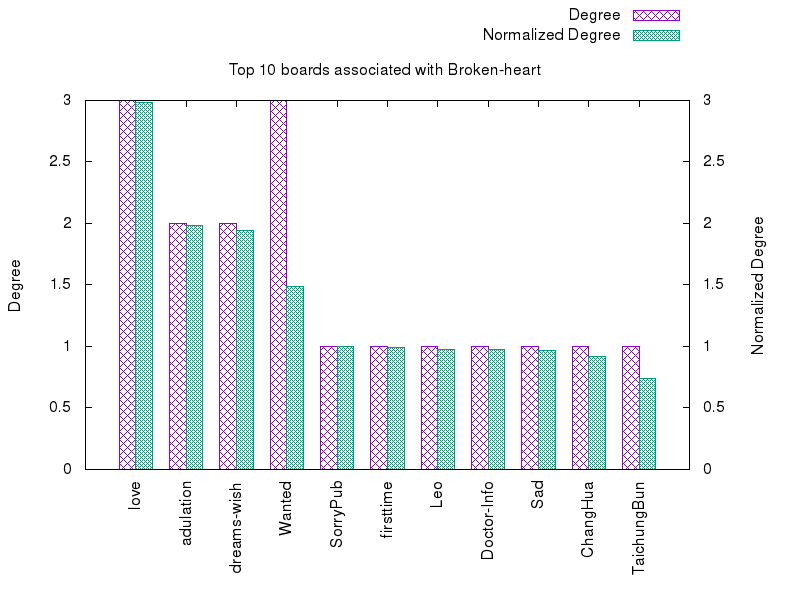 Degree
Normalized Degree
Top 10 boards associated with Broken-heart
3 3
2.5 2.5
2 2
1.5 1.5
1 1
0.5 0.5
0 0
Degree
Normalized Degree
love
adulation
dreams-wish
Wanted
SorryPub
firsttime
Leo
Doctor-Info
Sad
ChangHua
TaichungBun